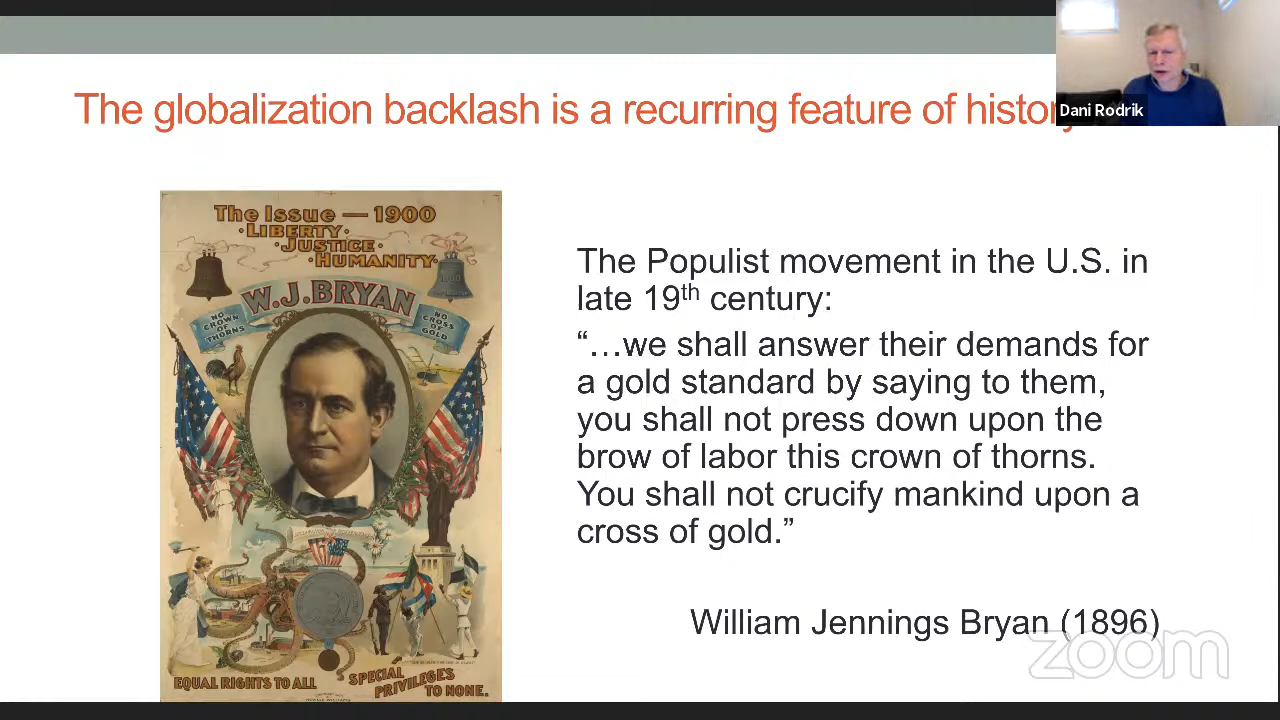 The globalization backlash is a recurring feature of history
Dani Rodrik
The Issue — 1900
·LIBERTY·
·JUSTICE·
·HUMANITY·
W.J.BRYAN
NO
CROWN
OF
THORNS
NO
CROSS
OF
GOLD
EQUAL RIGHTS TO ALL
SPECIAL
PRIVILEGES
TO NONE.
The Populist movement in the U.S. in
late 19th century:
“…we shall answer their demands for
a gold standard by saying to them,
you shall not press down upon the
brow of labor this crown of thorns.
You shall not crucify mankind upon a
cross of gold.”
William Jennings Bryan (1896)
zoom